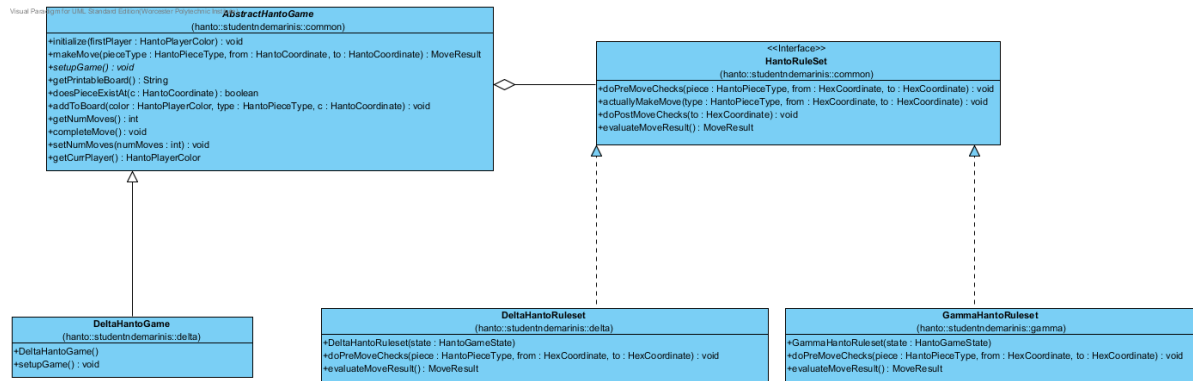 Visual Paradigm for UML Standard Edition(Worcester Polytechnic
AbstractHantoGame
(hanto::studentndemarinis::common)
+initialize(firstPlayer : HantoPlayerColor) : void
+makeMove(pieceType : HantoPieceType, from : HantoCoordinate, to : HantoCoordinate) : MoveResult
+setupGame() : void
+getPrintableBoard() : String
+doesPieceExistAt(c : HantoCoordinate) : boolean
+addToBoard(color : HantoPlayerColor, type : HantoPieceType, c : HantoCoordinate) : void
+getNumMoves() : int
+completeMove() : void
+setNumMoves(numMoves : int) : void
+getCurrPlayer() : HantoPlayerColor
<<Interface>>
HantoRuleSet
(hanto::studentndemarinis::common)
+doPreMoveChecks(piece : HantoPieceType, from : HexCoordinate, to : HexCoordinate) : void
+actuallyMakeMove(type : HantoPieceType, from : HexCoordinate, to : HexCoordinate) : void
+doPostMoveChecks(to : HexCoordinate) : void
+evaluateMoveResult() : MoveResult
DeltaHantoGame
(hanto::studentndemarinis::delta)
+DeltaHantoGame()
+setupGame() : void
DeltaHantoRuleset
(hanto::studentndemarinis::delta)
+DeltaHantoRuleset(state : HantoGameState)
+doPreMoveChecks(piece : HantoPieceType, from : HexCoordinate, to : HexCoordinate) : void
+evaluateMoveResult() : MoveResult
GammaHantoRuleset
(hanto::studentndemarinis::gamma)
+GammaHantoRuleset(state : HantoGameState)
+doPreMoveChecks(piece : HantoPieceType, from : HexCoordinate, to : HexCoordinate) : void
+evaluateMoveResult() : MoveResult